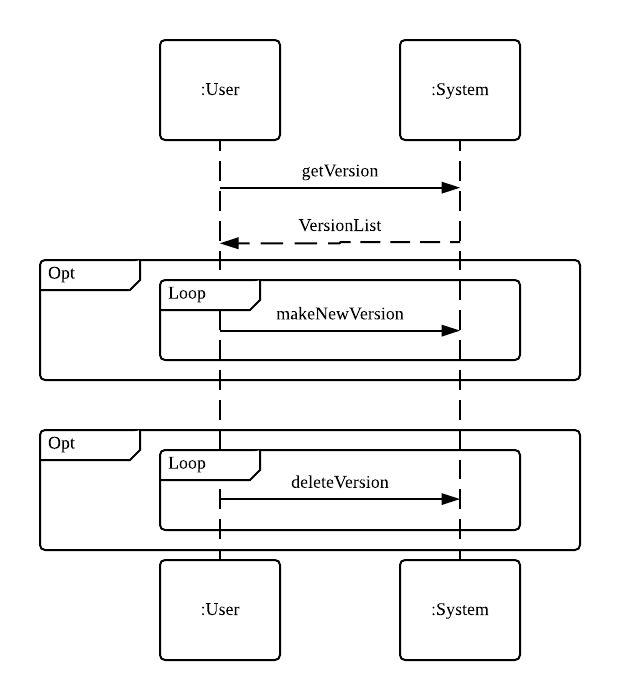 :User
:System
getVersion
VersionList
Opt
Loop
makeNewVersion
Opt
Loop
deleteVersion
:User
:System